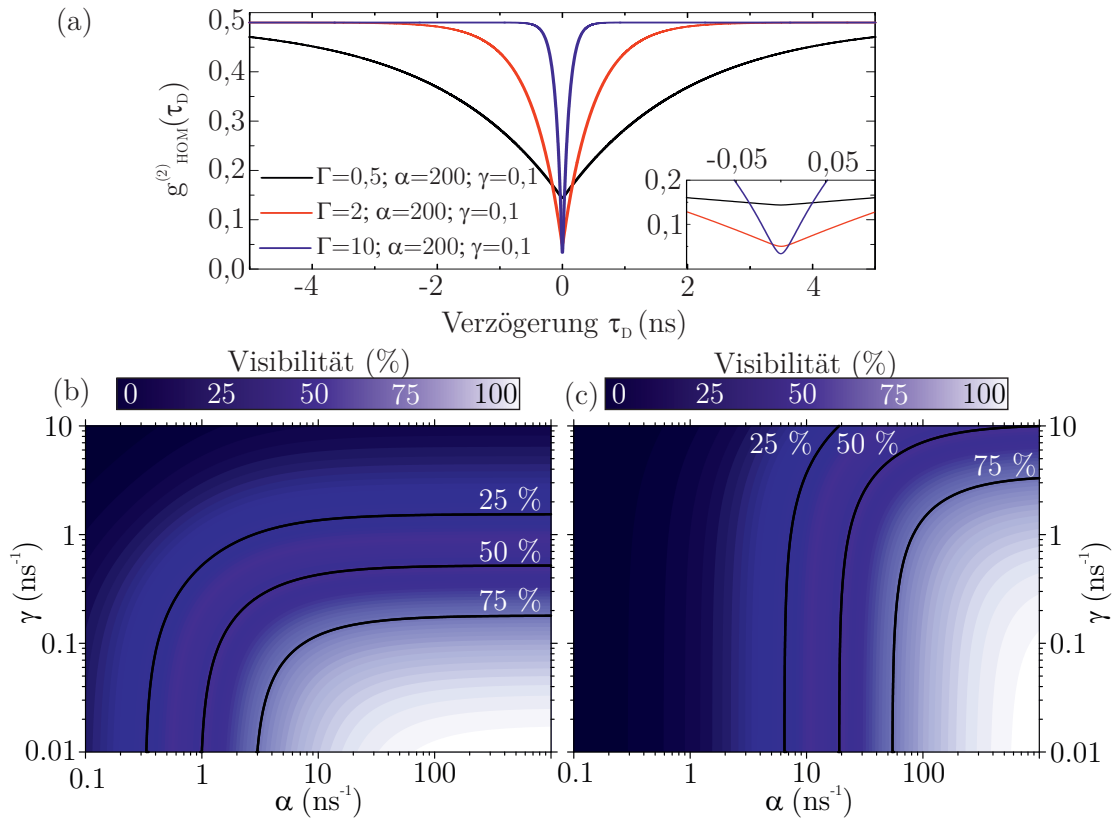 (a)
0,5
0,4
0,3
0,2
0,1
0,0
g⁽²⁾HOM(τD)
Γ=0,5; α=200; γ=0,1
Γ=2; α=200; γ=0,1
Γ=10; α=200; γ=0,1
-0,05 0,05
0,2
0,1
-4 -2 0 2 4
Verzögerung τD (ns)
(b)
Visibilität (%)
0 25 50 75 100
10
1
0.1
0.01
γ (ns⁻¹)
25 %
50 %
75 %
0.1 1 10 100
α (ns⁻¹)
(c)
Visibilität (%)
0 25 50 75 100
25 % 50 %
75 %
10
1
0.1
0.01
γ (ns⁻¹)
0.1 1 10 100
α (ns⁻¹)